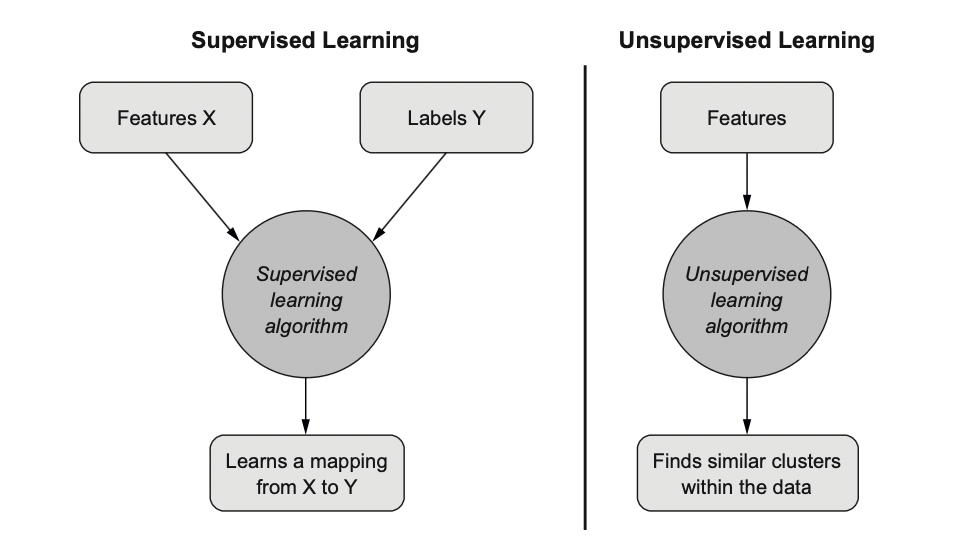 Supervised Learning
Features X
Labels Y
Supervised
learning
algorithm
Learns a mapping
from X to Y
Unsupervised Learning
Features
Unsupervised
learning
algorithm
Finds similar clusters
within the data